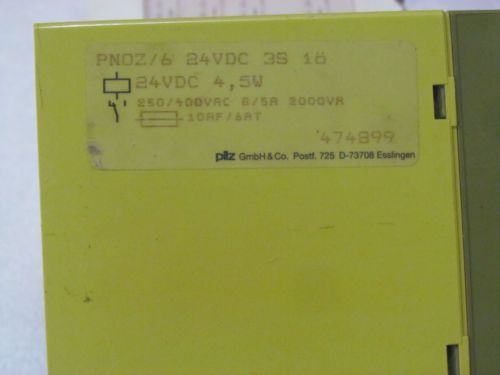 PNOZ/6 24VDC 3S 1ö
24VDC 4,5W
250/400VAC 8/5A 2000VA
10AF/6AT
474899
pilz GmbH & Co. Postf. 725 D-73708 Esslingen